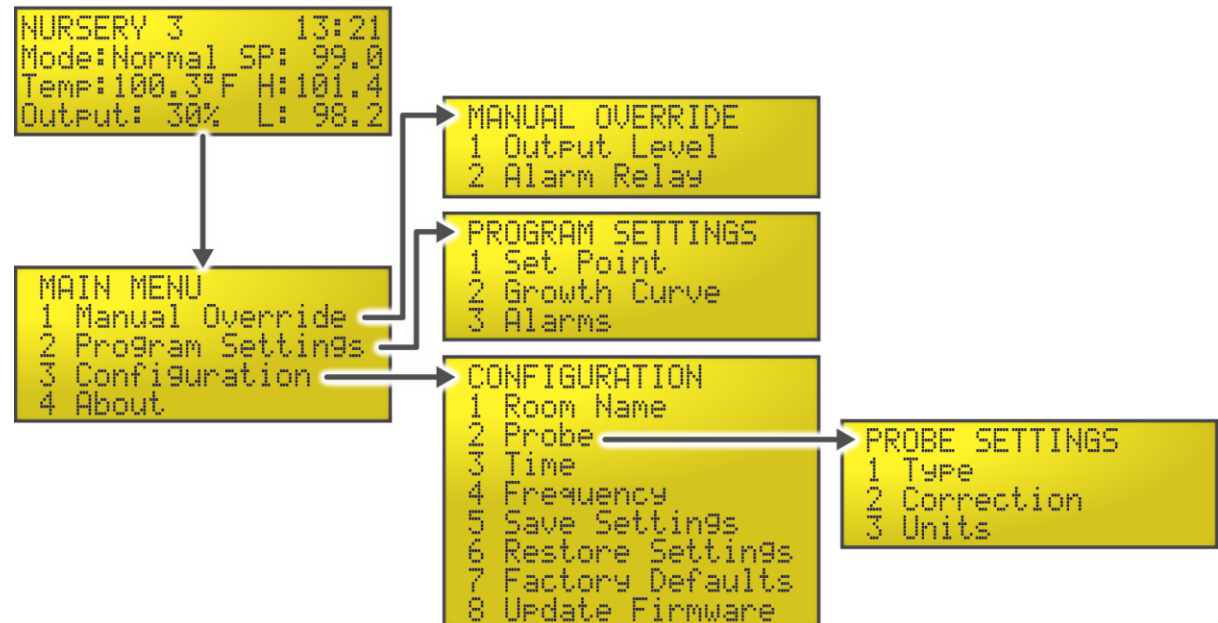 NURSERY 3 13:21
Mode:Normal SP: 99.0
Temp:100.3°F H:101.4
Output: 30% L: 98.2
MAIN MENU
1 Manual Override
2 Program Settings
3 Configuration
4 About
MANUAL OVERRIDE
1 Output Level
2 Alarm Relay
PROGRAM SETTINGS
1 Set Point
2 Growth Curve
3 Alarms
CONFIGURATION
1 Room Name
2 Probe
3 Time
4 Frequency
5 Save Settings
6 Restore Settings
7 Factory Defaults
8 Update Firmware
PROBE SETTINGS
1 Type
2 Correction
3 Units